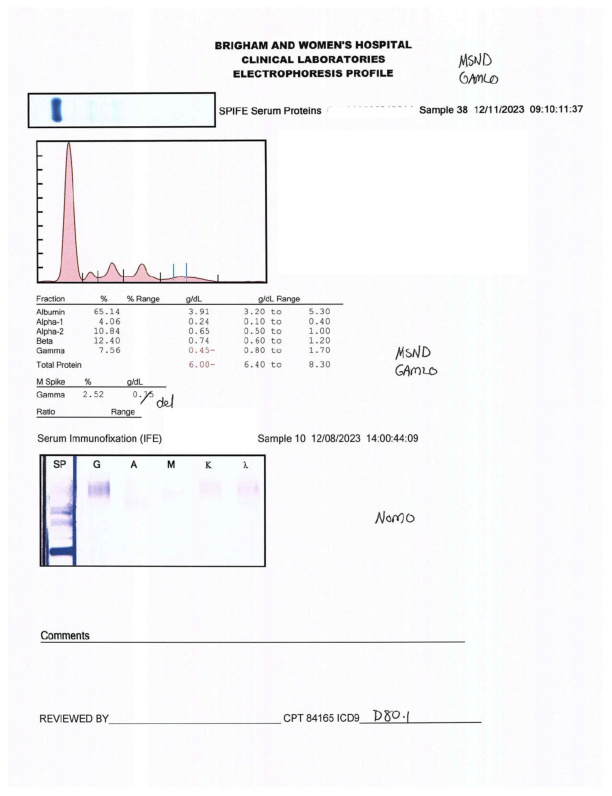 BRIGHAM AND WOMEN'S HOSPITAL
CLINICAL LABORATORIES
ELECTROPHORESIS PROFILE
MSND
GAMLO
SPIFE Serum Proteins Sample 38 12/11/2023 09:10:11:37
Fraction % % Range g/dL g/dL Range
Albumin 65.14 3.91 3.20 to 5.30
Alpha-1 4.06 0.24 0.10 to 0.40
Alpha-2 10.84 0.65 0.50 to 1.00
Beta 12.40 0.74 0.60 to 1.20
Gamma 7.56 0.45- 0.80 to 1.70
Total Protein 6.00- 6.40 to 8.30
MSND
GAMLO
M Spike % g/dL
Gamma 2.52 0.15
del
Ratio Range
Serum Immunofixation (IFE) Sample 10 12/08/2023 14:00:44:09
SP G A M K λ
NOMO
Comments
REVIEWED BY CPT 84165 ICD9 D80.1